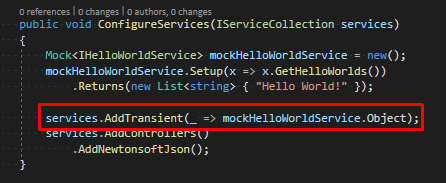 0 references | 0 changes | 0 authors, 0 changes
public void ConfigureServices(IServiceCollection services)
{
    Mock<IHelloWorldService> mockHelloWorldService = new();
    mockHelloWorldService.Setup(x => x.GetHelloWorlds())
        .Returns(new List<string> { "Hello World!" });
    services.AddTransient(_ => mockHelloWorldService.Object);
    services.AddControllers()
        .AddNewtonsoftJson();
}